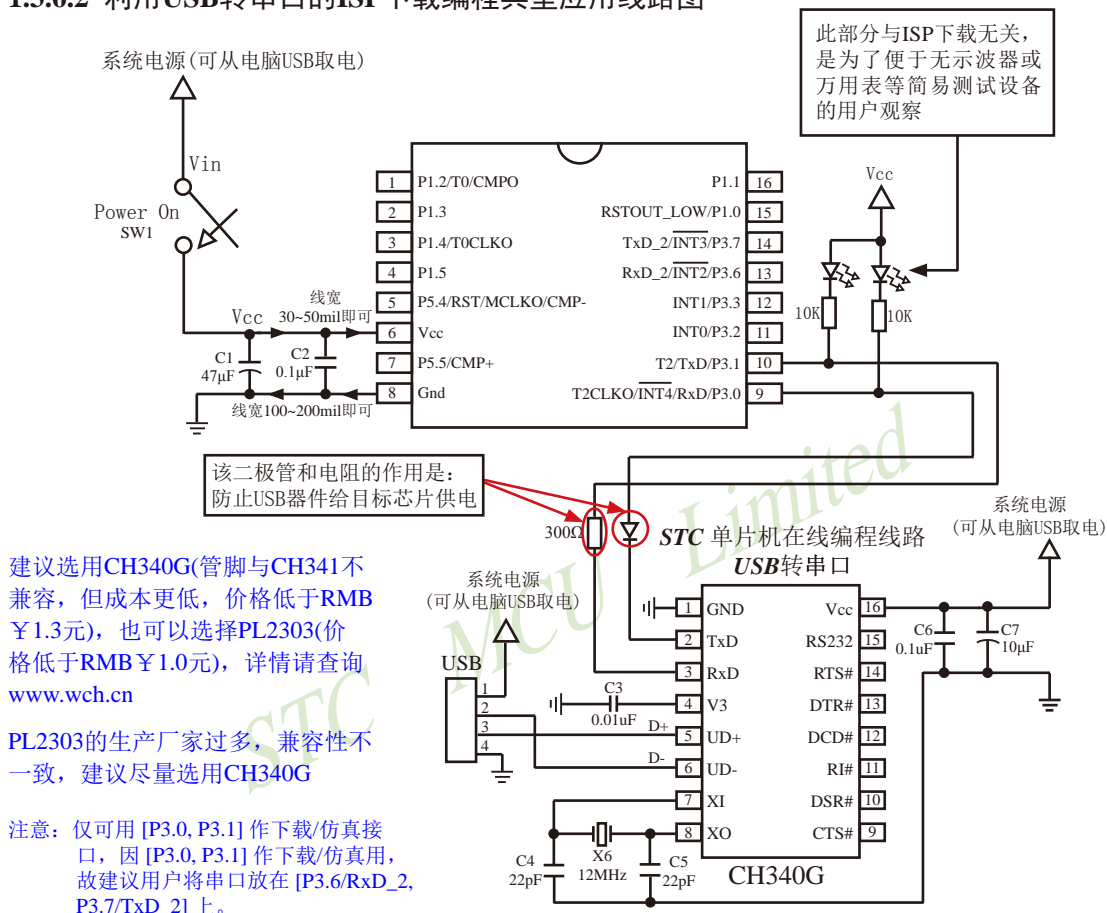 1.5.6.2 利用USB转串口的ISP下载编程典型应用线路图
此部分与ISP下载无关，
是为了便于无示波器或
万用表等简易测试设备
的用户观察
系统电源(可从电脑USB取电)
Vin
Power On
SW1
Vcc
线宽
30~50mil即可
C1
47μF
C2
0.1μF
线宽100~200mil即可
1 P1.2/T0/CMPO
2 P1.3
3 P1.4/T0CLKO
4 P1.5
5 P5.4/RST/MCLKO/CMP-
6 Vcc
7 P5.5/CMP+
8 Gnd
P1.1 16
RSTOUT_LOW/P1.0 15
TxD_2/INT3/P3.7 14
RxD_2/INT2/P3.6 13
INT1/P3.3 12
INT0/P3.2 11
T2/TxD/P3.1 10
T2CLKO/INT4/RxD/P3.0 9
Vcc
10K
10K
该二极管和电阻的作用是：
防止USB器件给目标芯片供电
300Ω
STC 单片机在线编程线路
USB转串口
系统电源
(可从电脑USB取电)
系统电源
(可从电脑USB取电)
USB
1
2
3
4
C3
0.01uF
D+
D-
1 GND
2 TxD
3 RxD
4 V3
5 UD+
6 UD-
7 XI
8 XO
Vcc 16
RS232 15
RTS# 14
DTR# 13
DCD# 12
RI# 11
DSR# 10
CTS# 9
CH340G
C6
0.1uF
C7
10μF
C4
22pF
X6
12MHz
C5
22pF
建议选用CH340G(管脚与CH341不
兼容，但成本更低，价格低于RMB
￥1.3元)，也可以选择PL2303(价
格低于RMB￥1.0元)，详情请查询
www.wch.cn
PL2303的生产厂家过多，兼容性不
一致，建议尽量选用CH340G
注意：仅可用 [P3.0, P3.1] 作下载/仿真接
口，因 [P3.0, P3.1] 作下载/仿真用，
故建议用户将串口放在 [P3.6/RxD_2,
P3.7/TxD_2] 上。
STC MCU Limited